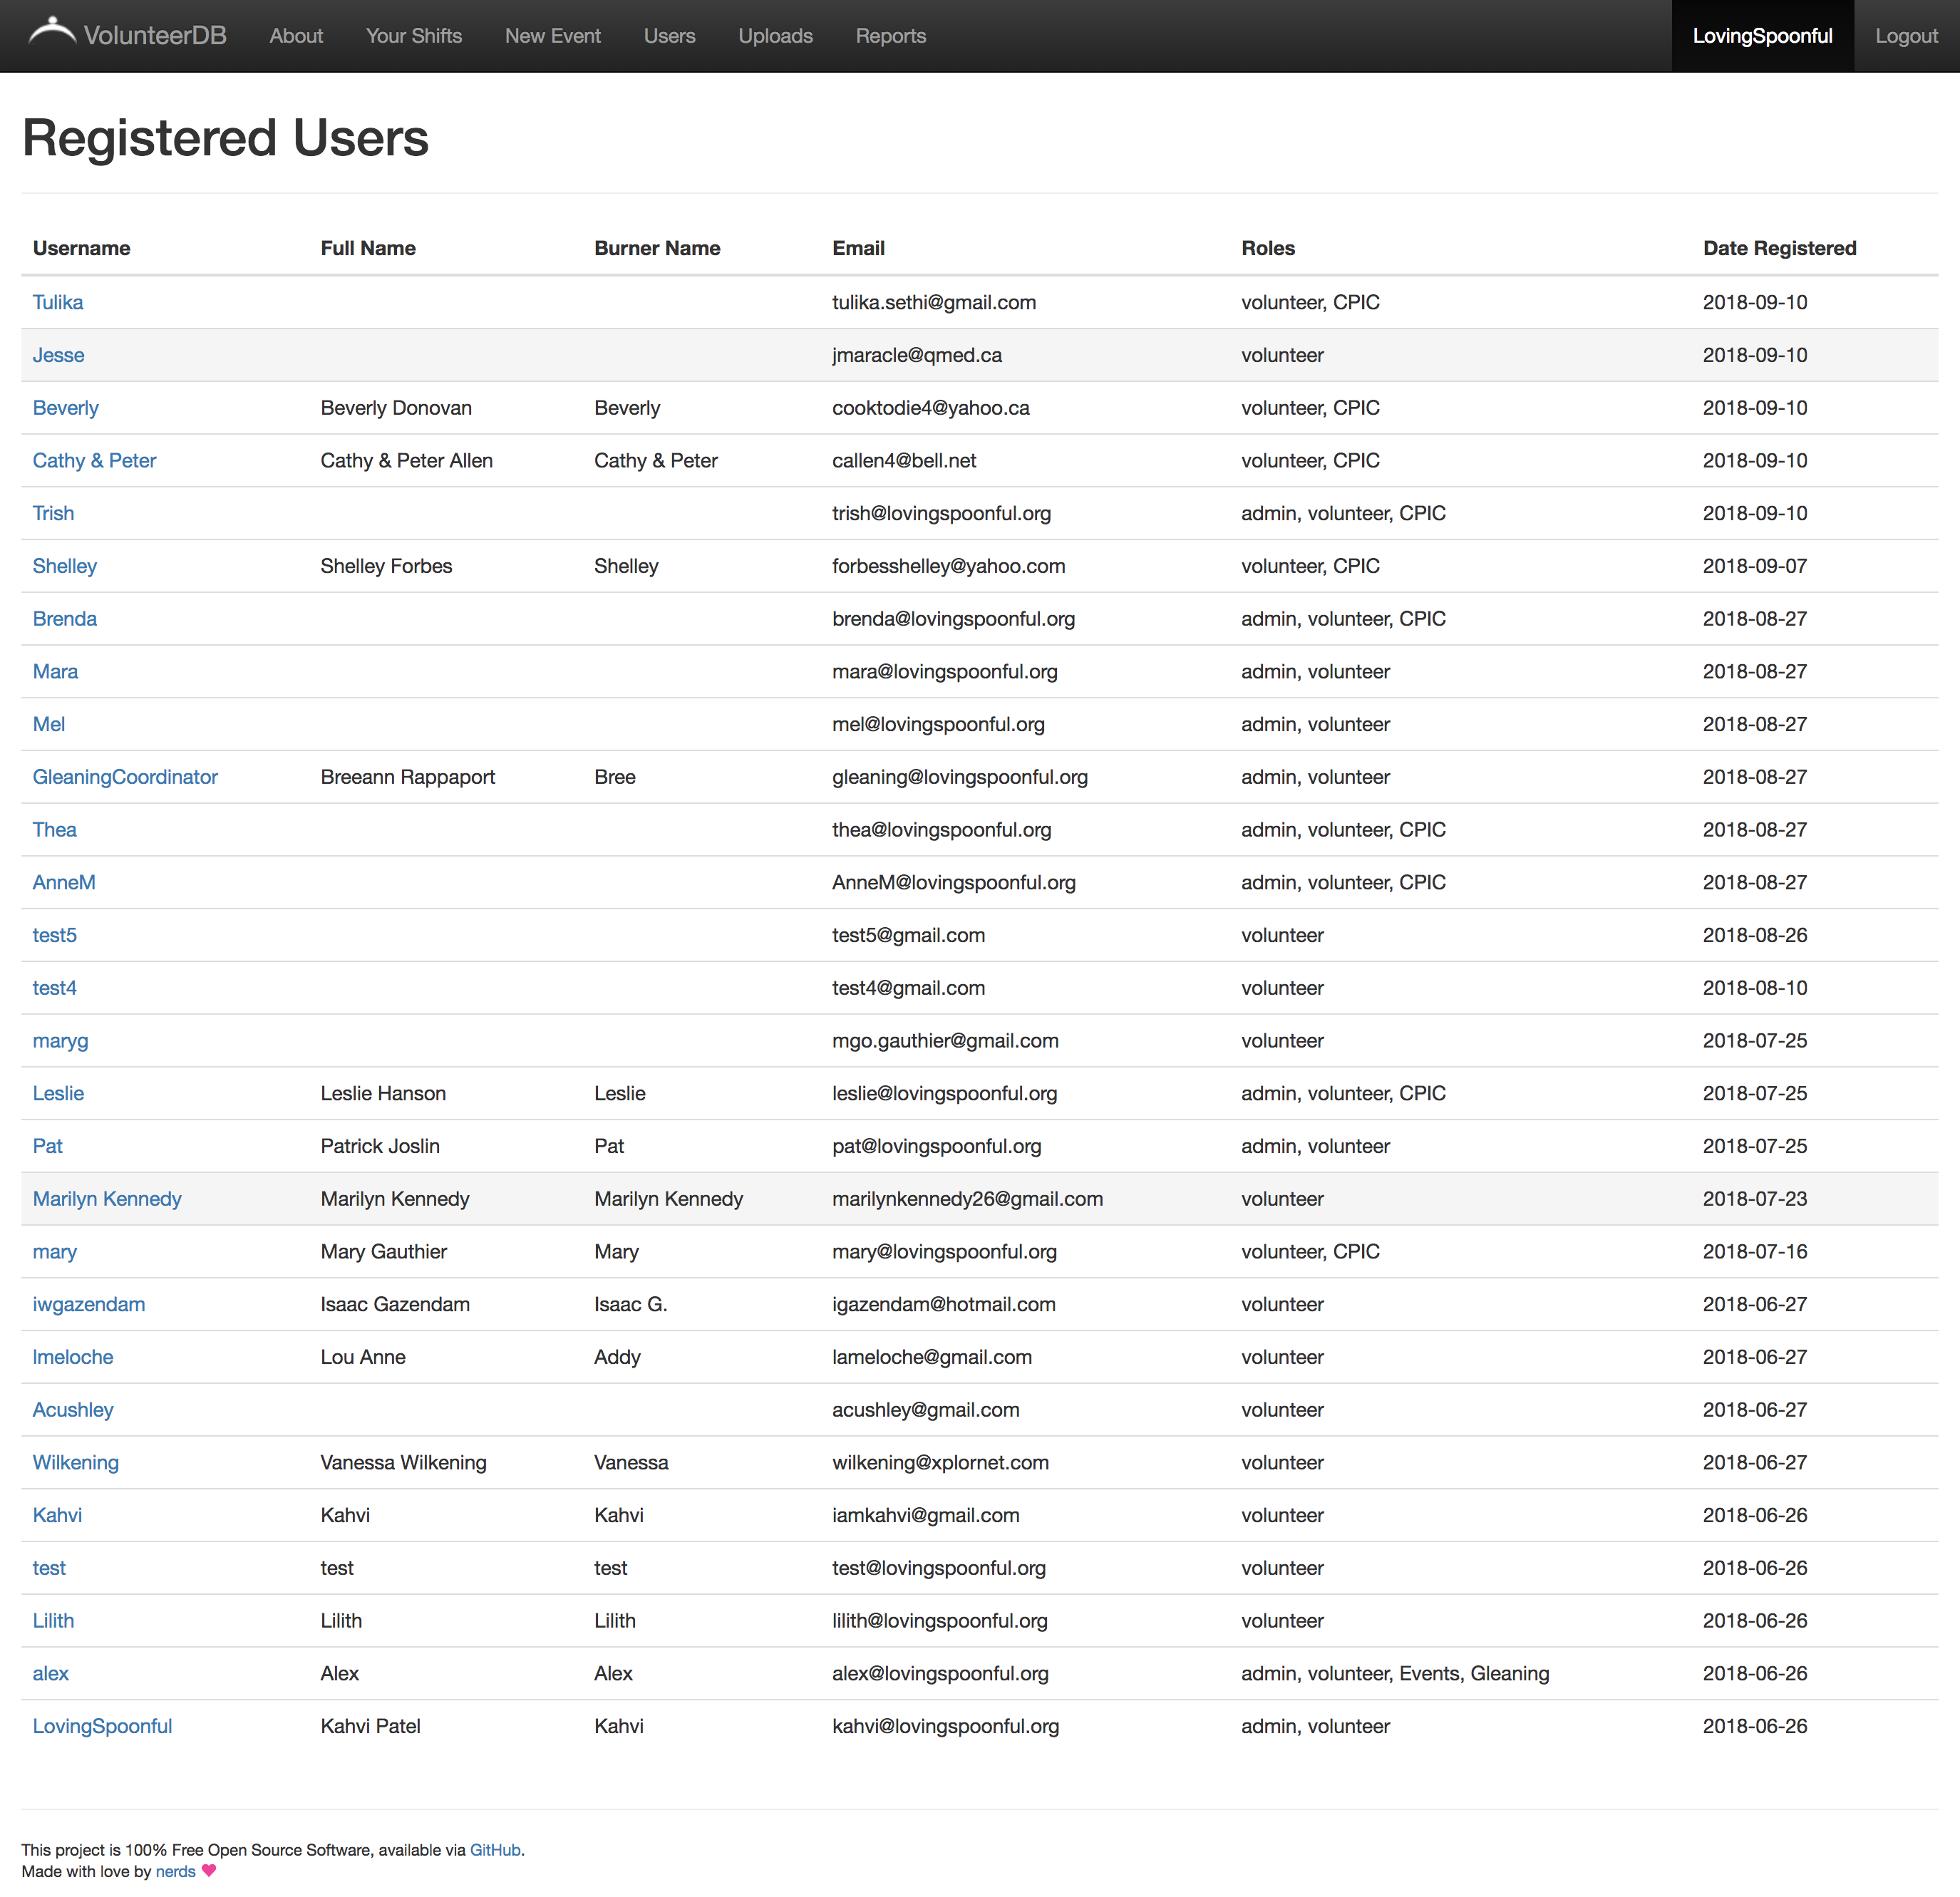 VolunteerDB About Your Shifts New Event Users Uploads Reports LovingSpoonful Logout
Registered Users
Username Full Name Burner Name Email Roles Date Registered
Tulika tulika.sethi@gmail.com volunteer, CPIC 2018-09-10
Jesse jmaracle@qmed.ca volunteer 2018-09-10
Beverly Beverly Donovan Beverly cooktodie4@yahoo.ca volunteer, CPIC 2018-09-10
Cathy & Peter Cathy & Peter Allen Cathy & Peter callen4@bell.net volunteer, CPIC 2018-09-10
Trish trish@lovingspoonful.org admin, volunteer, CPIC 2018-09-10
Shelley Shelley Forbes Shelley forbesshelley@yahoo.com volunteer, CPIC 2018-09-07
Brenda brenda@lovingspoonful.org admin, volunteer, CPIC 2018-08-27
Mara mara@lovingspoonful.org admin, volunteer 2018-08-27
Mel mel@lovingspoonful.org admin, volunteer 2018-08-27
GleaningCoordinator Breeann Rappaport Bree gleaning@lovingspoonful.org admin, volunteer 2018-08-27
Thea thea@lovingspoonful.org admin, volunteer, CPIC 2018-08-27
AnneM AnneM@lovingspoonful.org admin, volunteer, CPIC 2018-08-27
test5 test5@gmail.com volunteer 2018-08-26
test4 test4@gmail.com volunteer 2018-08-10
maryg mgo.gauthier@gmail.com volunteer 2018-07-25
Leslie Leslie Hanson Leslie leslie@lovingspoonful.org admin, volunteer, CPIC 2018-07-25
Pat Patrick Joslin Pat pat@lovingspoonful.org admin, volunteer 2018-07-25
Marilyn Kennedy Marilyn Kennedy Marilyn Kennedy marilynkennedy26@gmail.com volunteer 2018-07-23
mary Mary Gauthier Mary mary@lovingspoonful.org volunteer, CPIC 2018-07-16
iwgazendam Isaac Gazendam Isaac G. igazendam@hotmail.com volunteer 2018-06-27
lmeloche Lou Anne Addy lameloche@gmail.com volunteer 2018-06-27
Acushley acushley@gmail.com volunteer 2018-06-27
Wilkening Vanessa Wilkening Vanessa wilkening@xplornet.com volunteer 2018-06-27
Kahvi Kahvi Kahvi iamkahvi@gmail.com volunteer 2018-06-26
test test test test@lovingspoonful.org volunteer 2018-06-26
Lilith Lilith Lilith lilith@lovingspoonful.org volunteer 2018-06-26
alex Alex Alex alex@lovingspoonful.org admin, volunteer, Events, Gleaning 2018-06-26
LovingSpoonful Kahvi Patel Kahvi kahvi@lovingspoonful.org admin, volunteer 2018-06-26
This project is 100% Free Open Source Software, available via GitHub.
Made with love by nerds